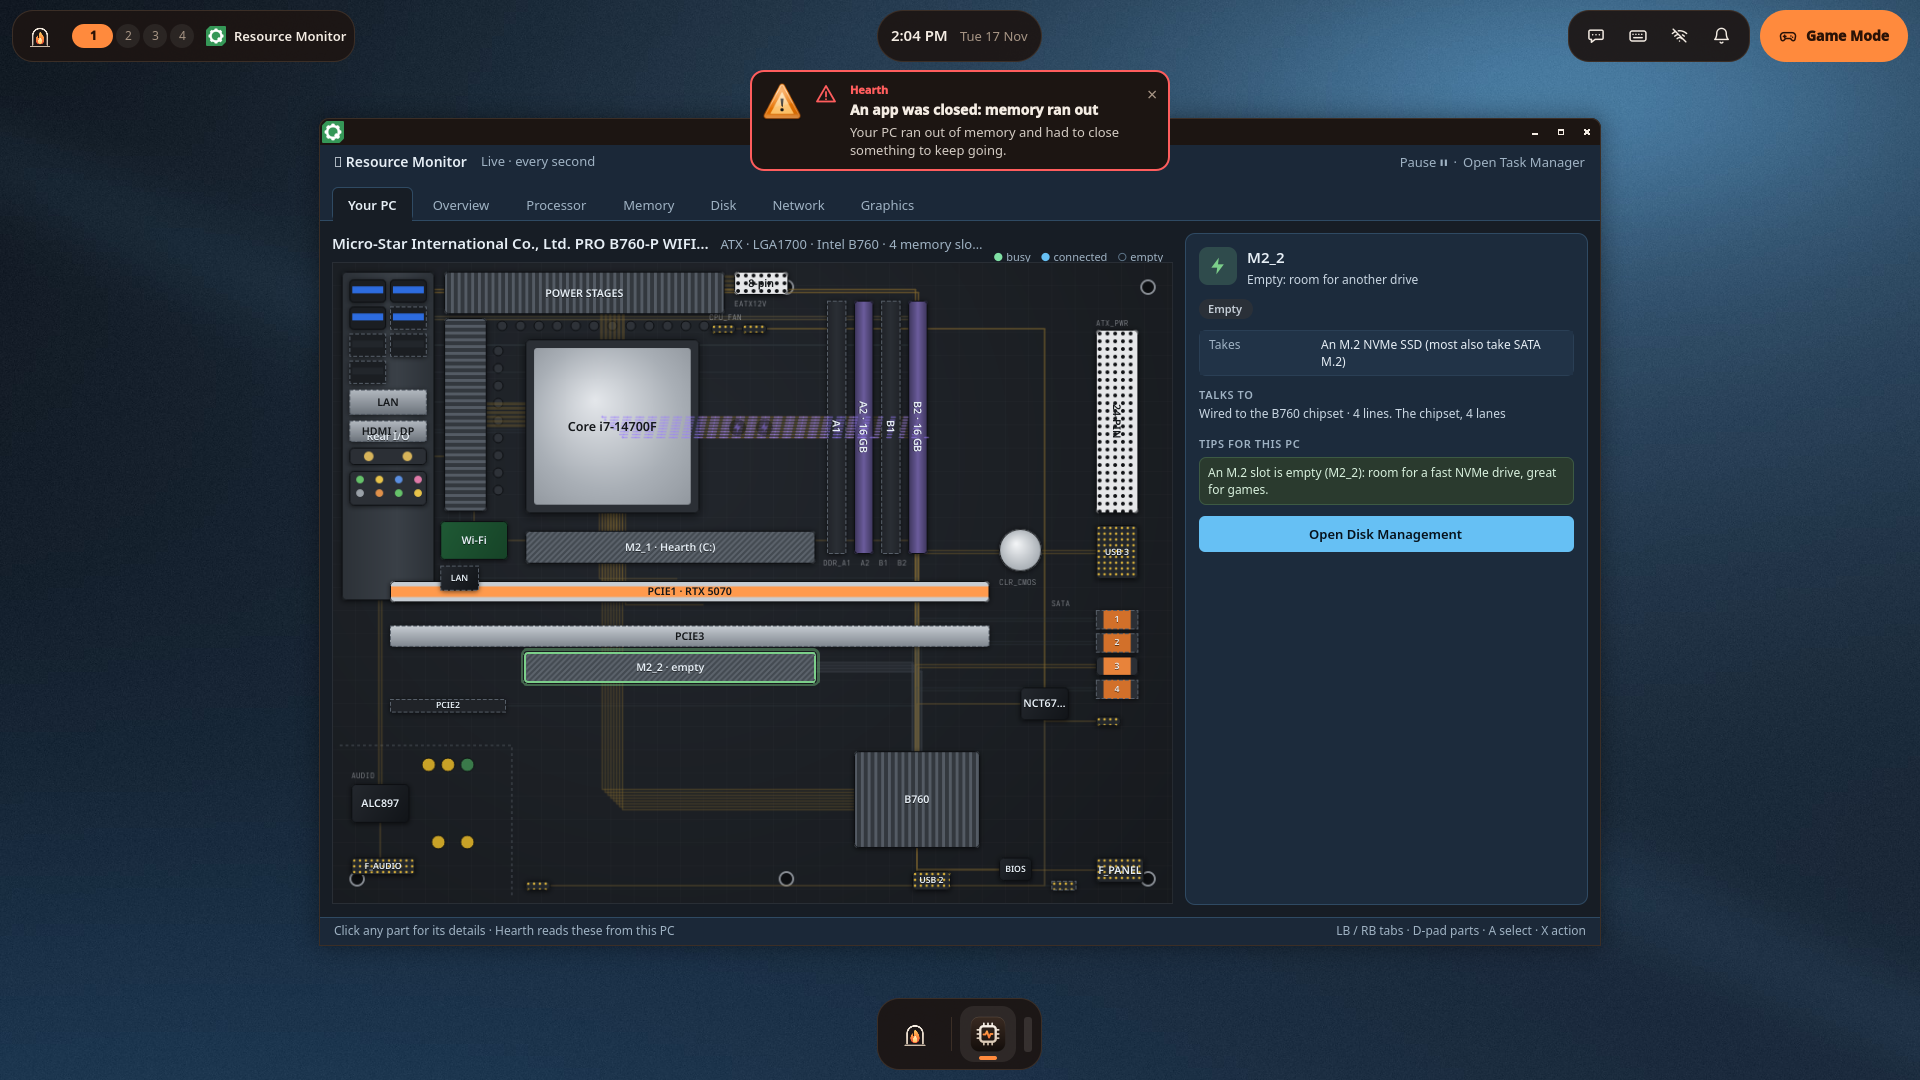 1 2 3 4 Resource Monitor
2:04 PM Tue 17 Nov
Game Mode
Hearth
An app was closed: memory ran out
Your PC ran out of memory and had to close
something to keep going.
Resource Monitor Live · every second
Pause · Open Task Manager
Your PC Overview Processor Memory Disk Network Graphics
Micro-Star International Co., Ltd. PRO B760-P WIFI... ATX · LGA1700 · Intel B760 · 4 memory slo...
busy connected empty
POWER STAGES
8-pin
EATX12V
CPU_FAN
ATX_PWR
LAN
HDMI · DP
Rear I/O
Core i7-14700F
A1
A2 · 16 GB
B1
B2 · 16 GB
24-PIN
Wi-Fi
M2_1 · Hearth (C:)
USB 3
DDR_A1 A2 B1 B2
LAN
CLR_CMOS
PCIE1 · RTX 5070
SATA
1
2
3
4
PCIE3
M2_2 · empty
PCIE2
NCT67...
AUDIO
ALC897
B760
F_AUDIO
BIOS
F_PANEL
USB 2
M2_2
Empty: room for another drive
Empty
Takes An M.2 NVMe SSD (most also take SATA
M.2)
TALKS TO
Wired to the B760 chipset · 4 lines. The chipset, 4 lanes
TIPS FOR THIS PC
An M.2 slot is empty (M2_2): room for a fast NVMe drive, great
for games.
Open Disk Management
Click any part for its details · Hearth reads these from this PC
LB / RB tabs · D-pad parts · A select · X action